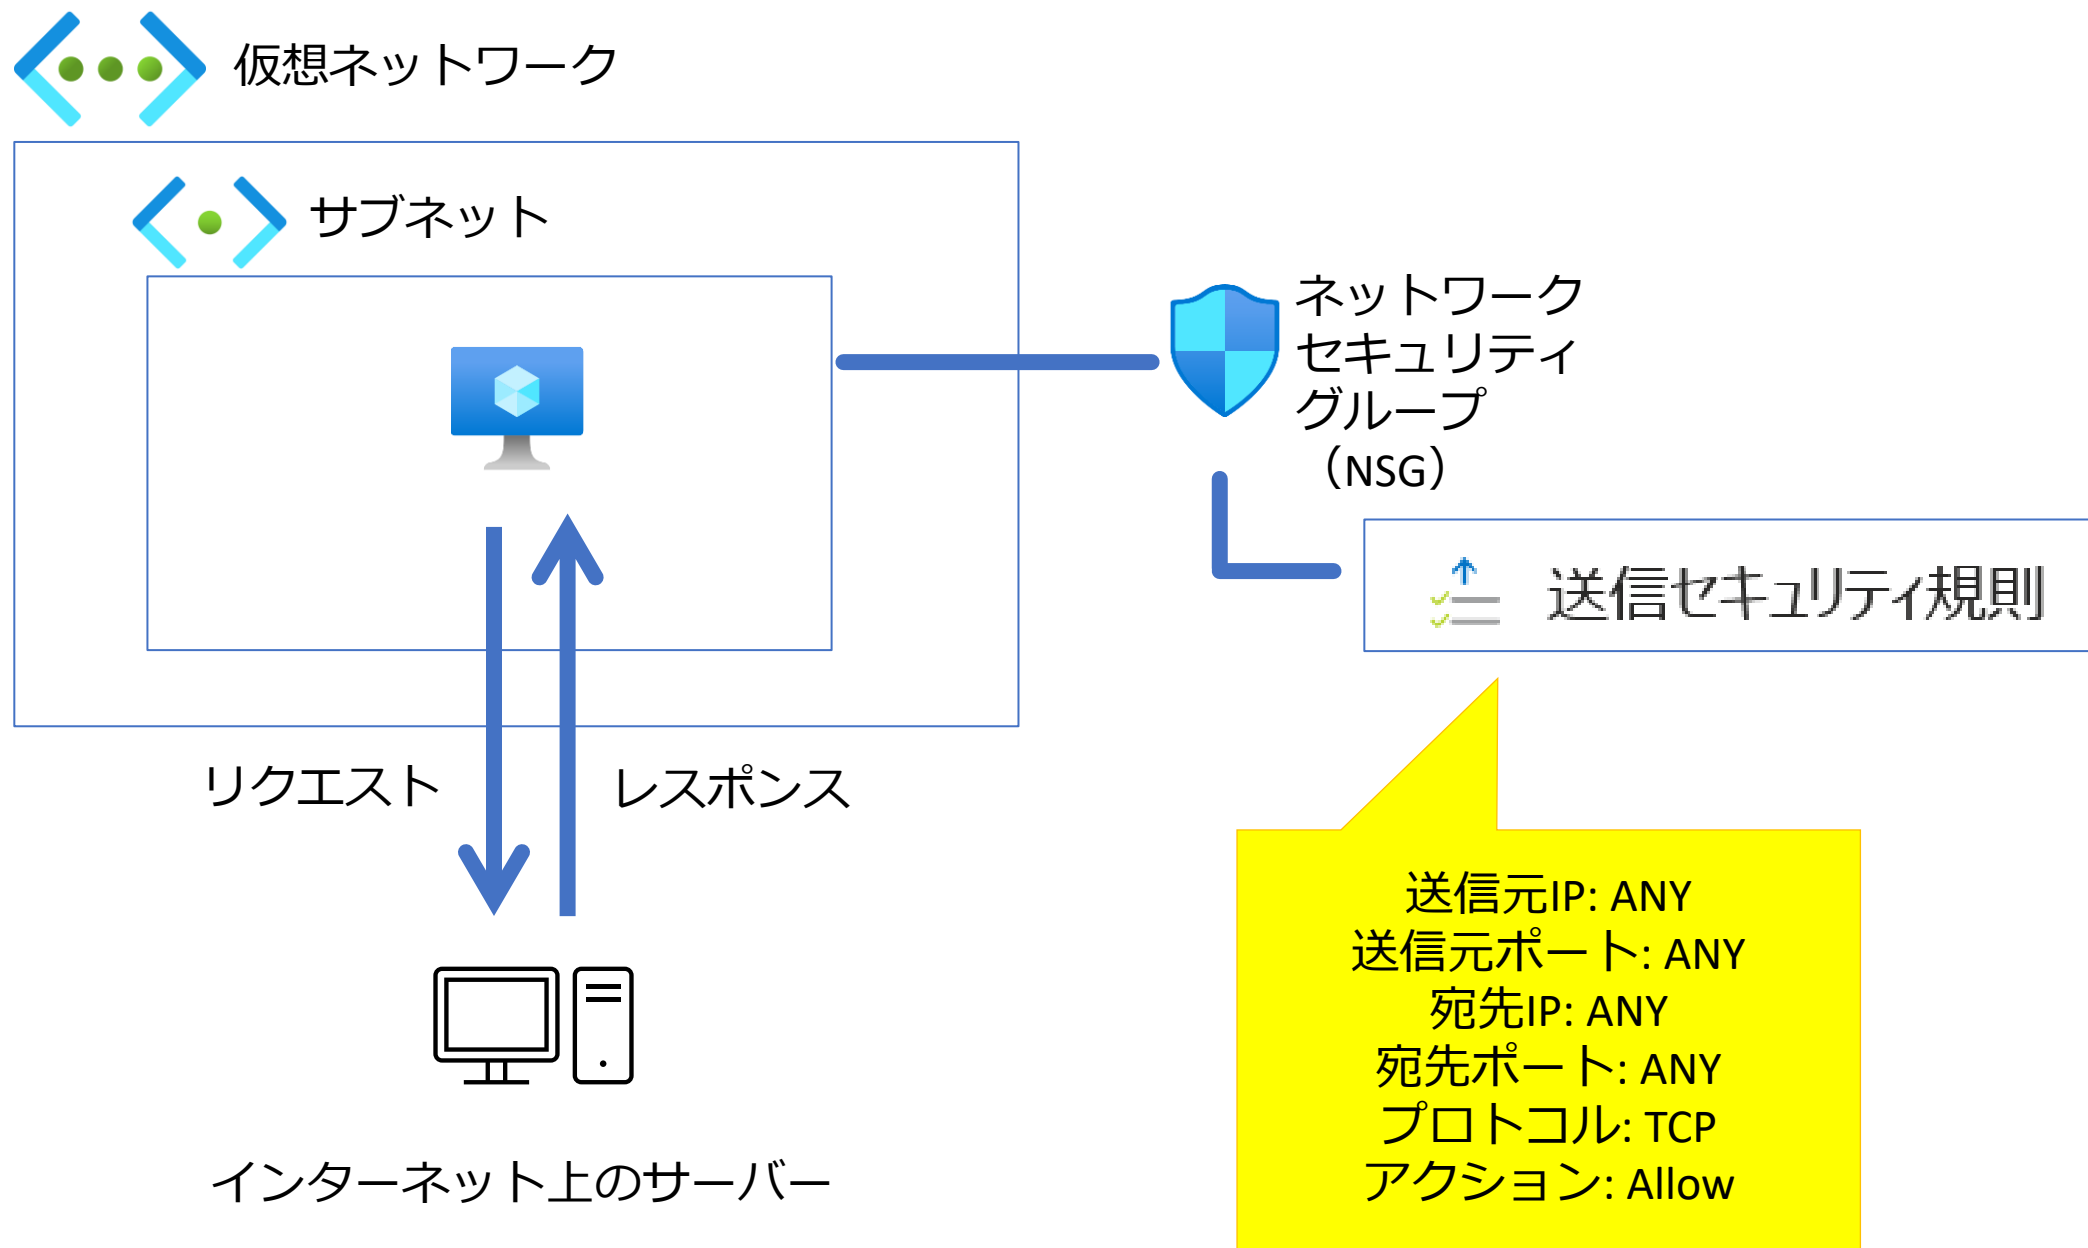 仮想ネットワーク
サブネット
ネットワーク
セキュリティ
グループ
（NSG）
送信セキュリティ規則
リクエスト
レスポンス
送信元IP: ANY
送信元ポート: ANY
宛先IP: ANY
宛先ポート: ANY
プロトコル: TCP
アクション: Allow
インターネット上のサーバー